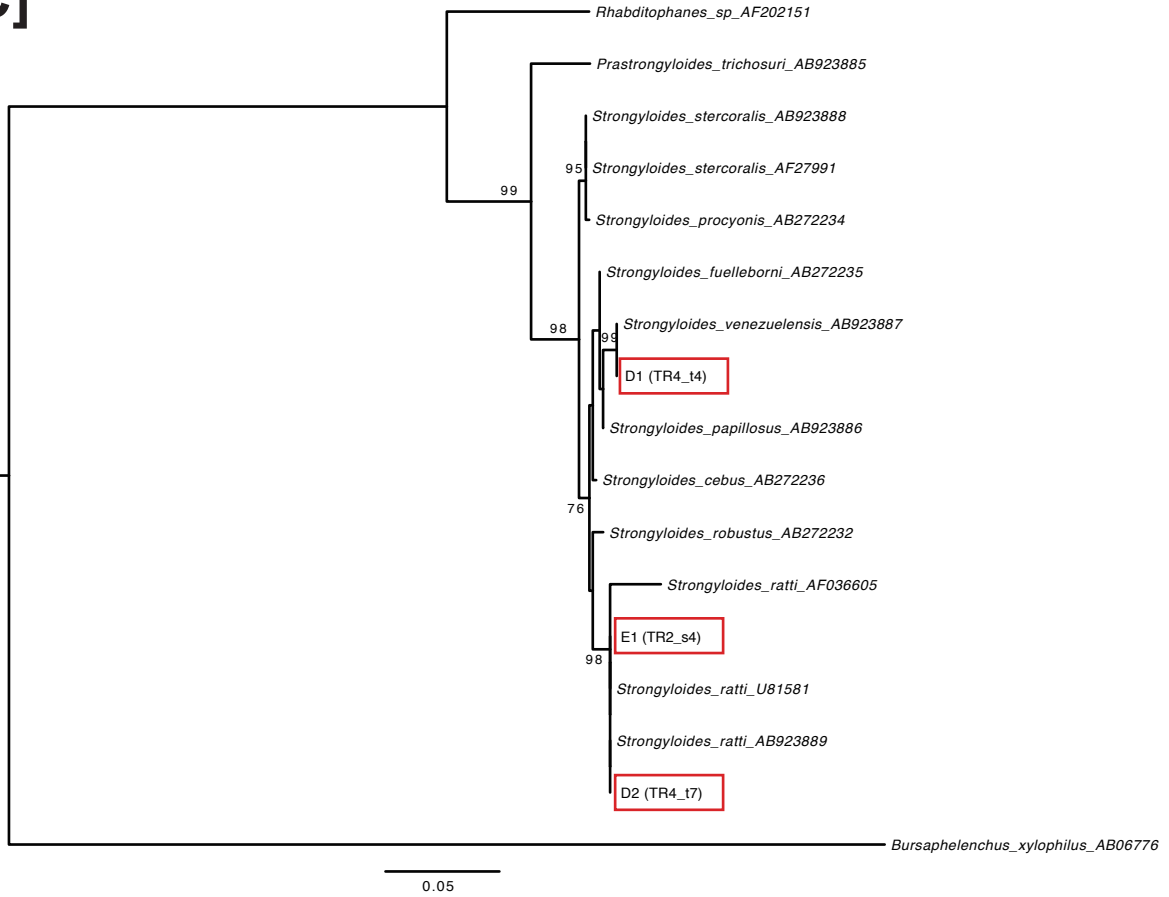 Rhabditophanes_sp_AF202151
Prastrongyloides_trichosuri_AB923885
Strongyloides_stercoralis_AB923888
95
Strongyloides_stercoralis_AF27991
99
Strongyloides_procyonis_AB272234
Strongyloides_fuelleborni_AB272235
98
Strongyloides_venezuelensis_AB923887
99
D1 (TR4_t4)
Strongyloides_papillosus_AB923886
Strongyloides_cebus_AB272236
76
Strongyloides_robustus_AB272232
Strongyloides_ratti_AF036605
E1 (TR2_s4)
98
Strongyloides_ratti_U81581
Strongyloides_ratti_AB923889
D2 (TR4_t7)
Bursaphelenchus_xylophilus_AB06776
0.05